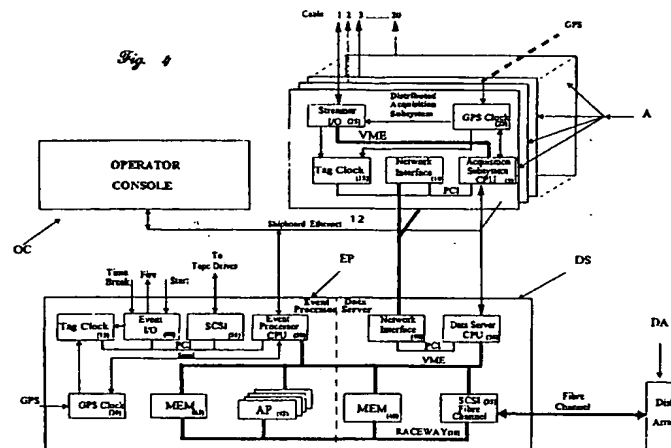 Cable 1 2 3 ...... 20
GPS
Fig. 4
Distributed
Acquisition
Subsystem
Streamer
I/O
GPS Clock
A
VME
Tag Clock
Network
Interface
Acquisition
Subsystem
CPU
PCI
OPERATOR
CONSOLE
Shipboard Ethernet 12
OC
To
Tape Drives
EP
DS
Time
Break
Fire
Start
Event
Processor
Data
Server
Tag Clock
Event
I/O
SCSI
Event
Processor
CPU
Network
Interface
Data Server
CPU
PCI
PCI
Serial
VME
DA
GPS
GPS Clock
MEM
AP
MEM
SCSI
Fibre
Channel
Fibre
Channel
Arr
RACEWAY